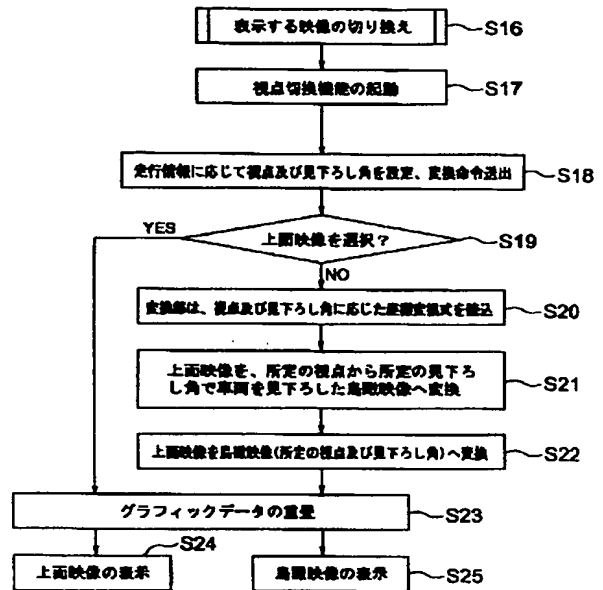 表示する映像の切り換え
S16
視点切換機能の起動
S17
走行情報に応じて視点及び見下ろし角を設定、変換命令送出
S18
上面映像を選択?
S19
YES
NO
変換部は、視点及び見下ろし角に応じた座標変換式を読込
S20
上面映像を、所定の視点から所定の見下ろ
し角で車両を見下ろした鳥瞰映像へ変換
S21
上面映像を鳥瞰映像(所定の視点及び見下ろし角)へ変換
S22
グラフィックデータの重畳
S23
S24
上面映像の表示
鳥瞰映像の表示
S25